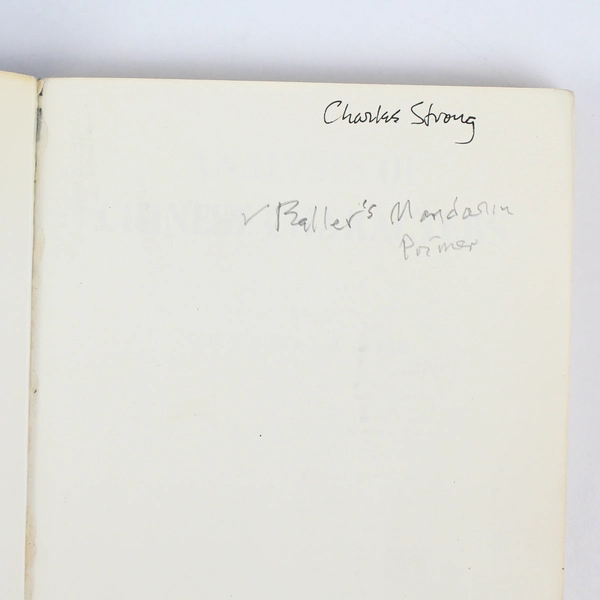 Charles Strong
✓ Baller's Mandarin
Primer